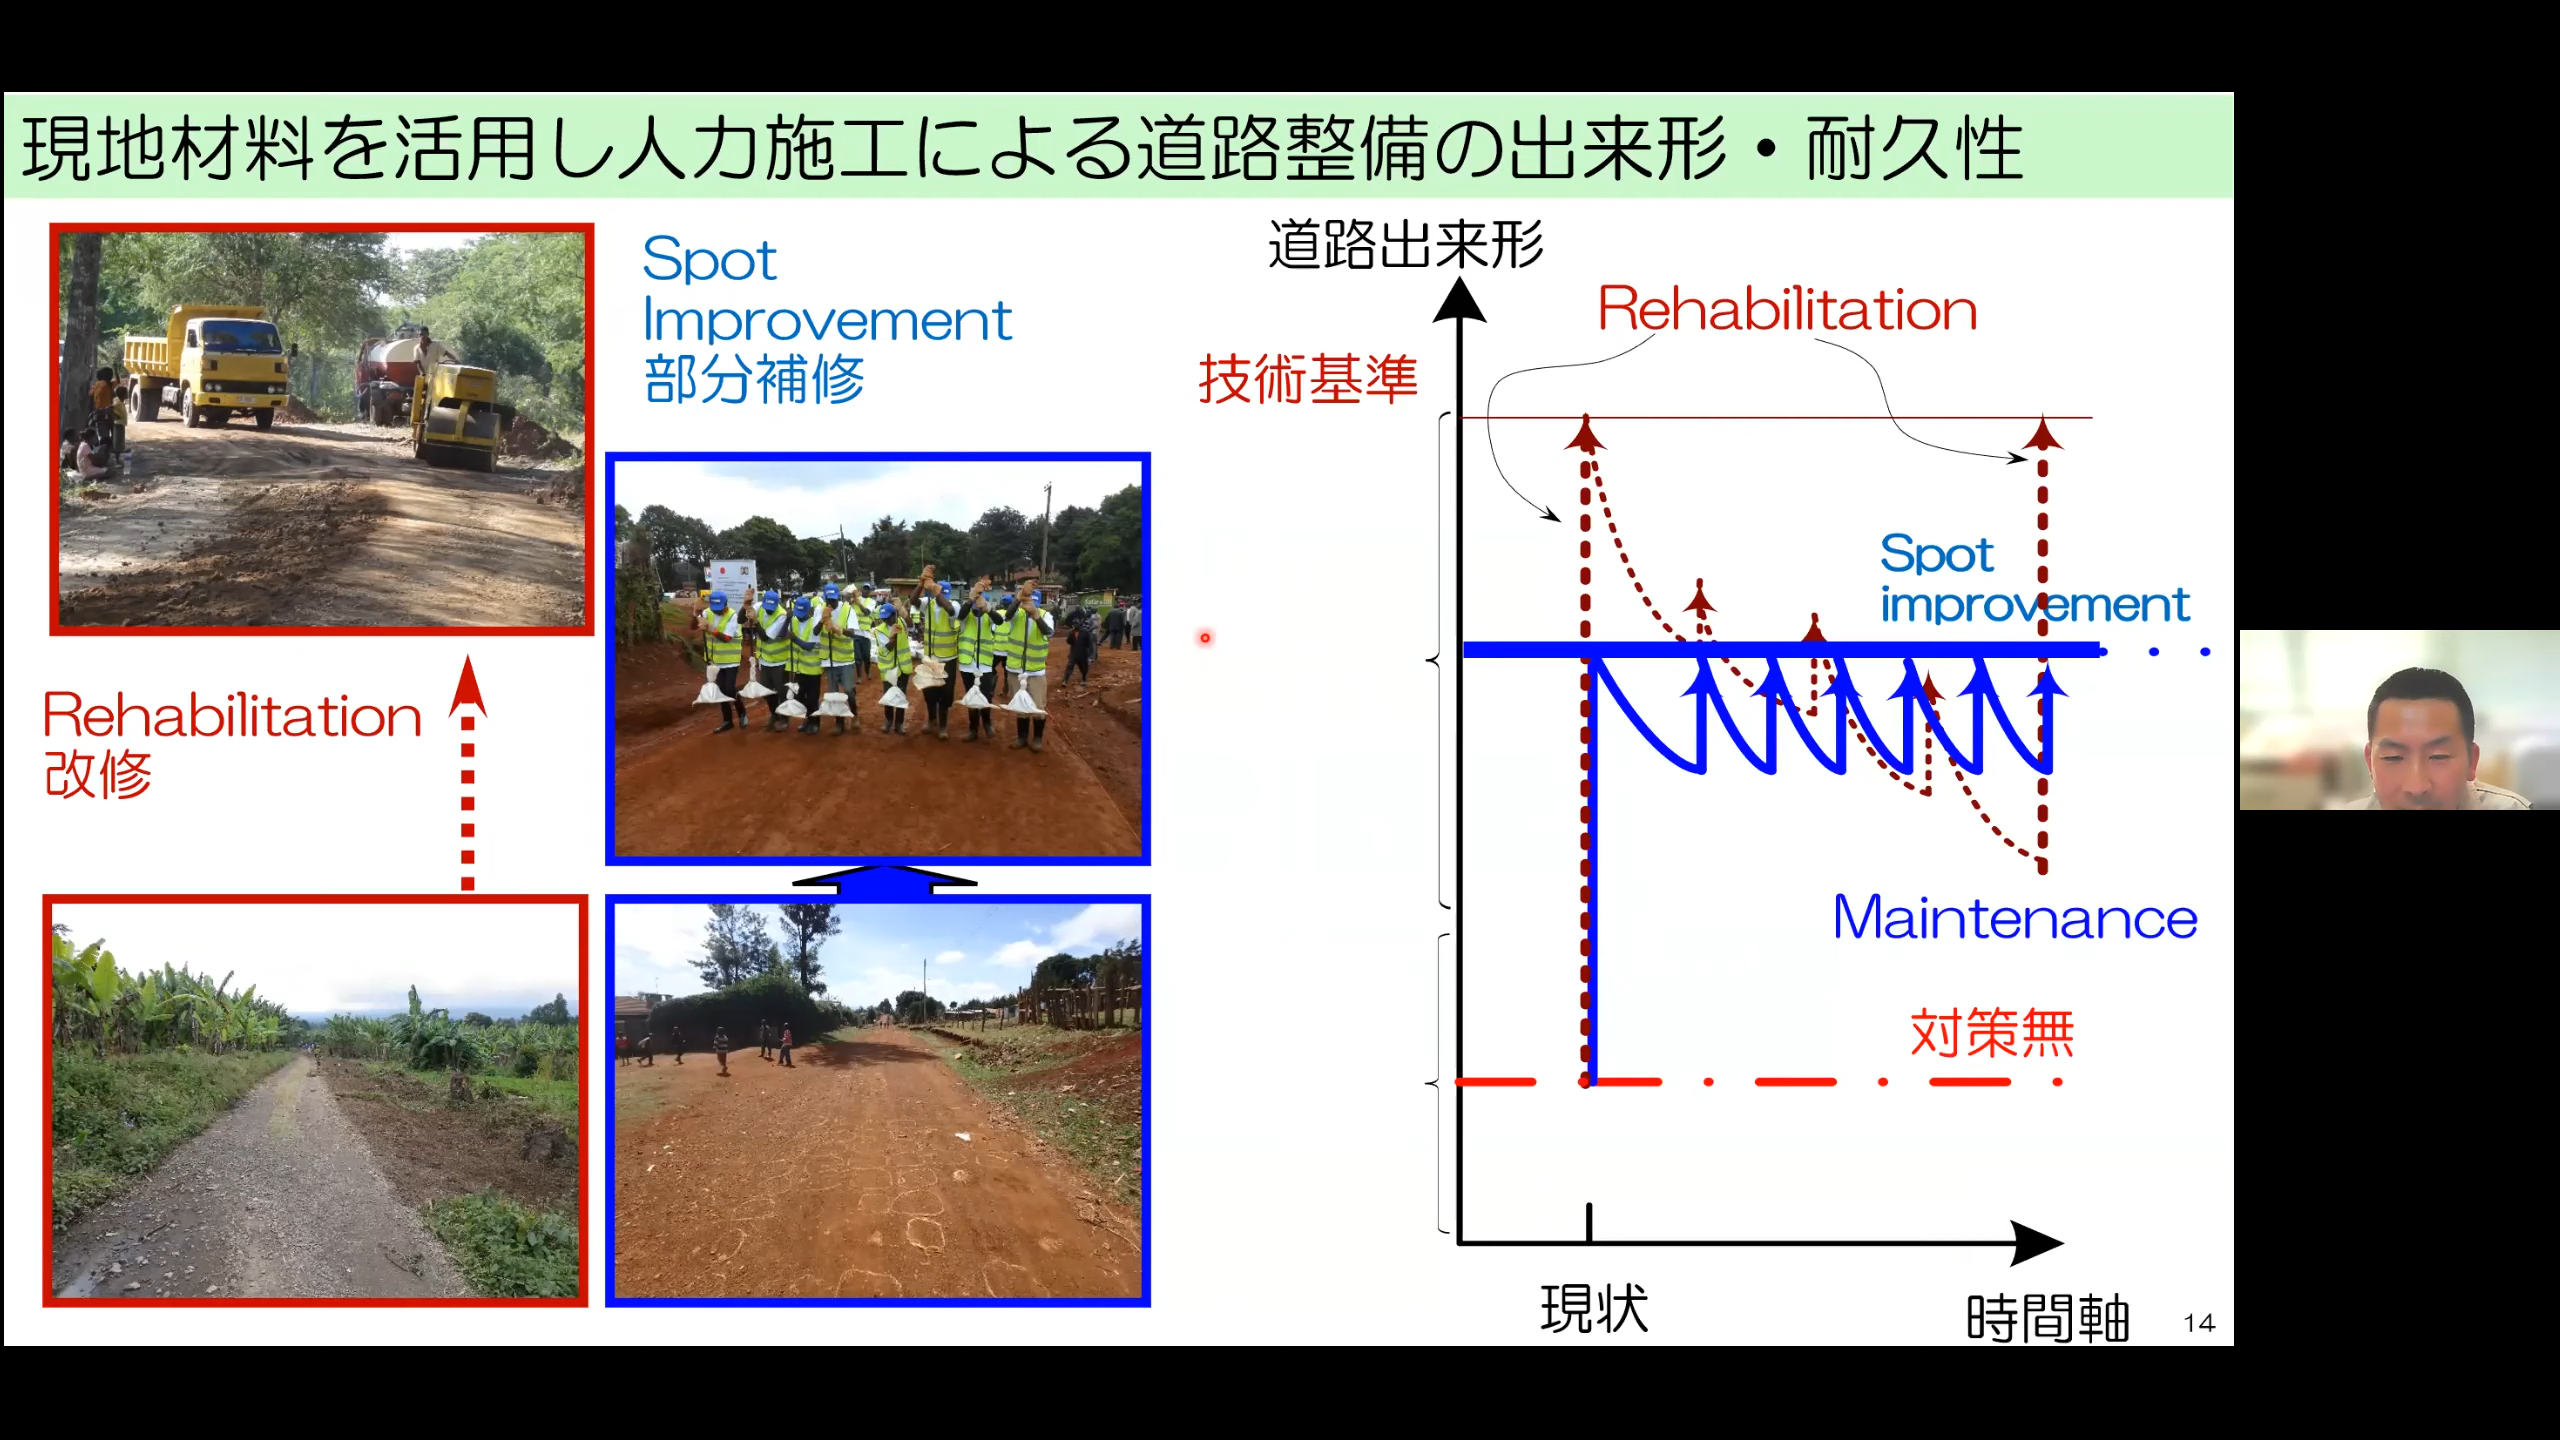 現地材料を活用し人力施工による道路整備の出来形・耐久性
Spot
Improvement
部分補修
Rehabilitation
改修
道路出来形
Rehabilitation
技術基準
Spot
improvement
Maintenance
対策無
現状
時間軸
14